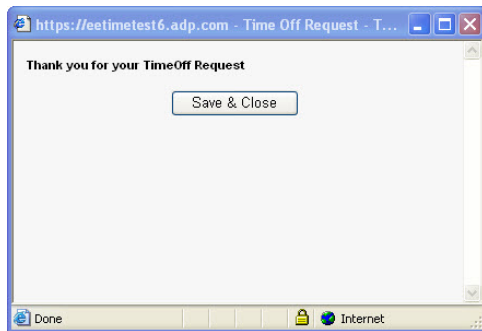 https://eetimetest6.adp.com - Time Off Request - T...
Thank you for your TimeOff Request
Save & Close
Done
Internet